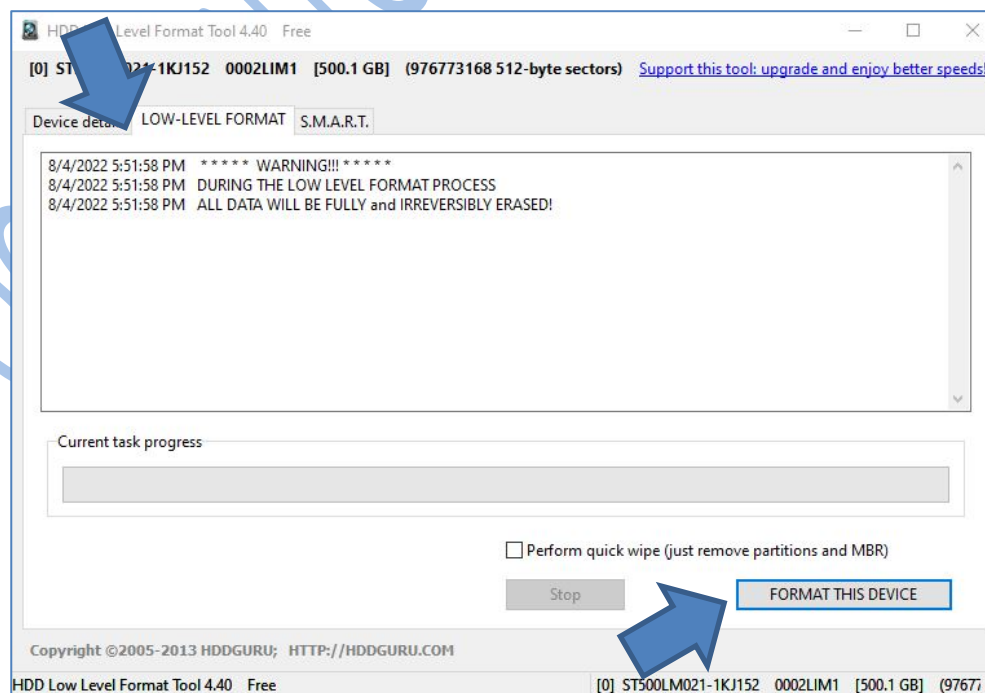 HDD Low Level Format Tool 4.40 Free
[0] ST500LM021-1KJ152 0002LIM1 [500.1 GB] (976773168 512-byte sectors) Support this tool: upgrade and enjoy better speeds!
Device details LOW-LEVEL FORMAT S.M.A.R.T.
8/4/2022 5:51:58 PM * * * * * WARNING!!! * * * * *
8/4/2022 5:51:58 PM DURING THE LOW LEVEL FORMAT PROCESS
8/4/2022 5:51:58 PM ALL DATA WILL BE FULLY and IRREVERSIBLY ERASED!
Current task progress
Perform quick wipe (just remove partitions and MBR)
Stop FORMAT THIS DEVICE
Copyright ©2005-2013 HDDGURU; HTTP://HDDGURU.COM
HDD Low Level Format Tool 4.40 Free [0] ST500LM021-1KJ152 0002LIM1 [500.1 GB] (97677